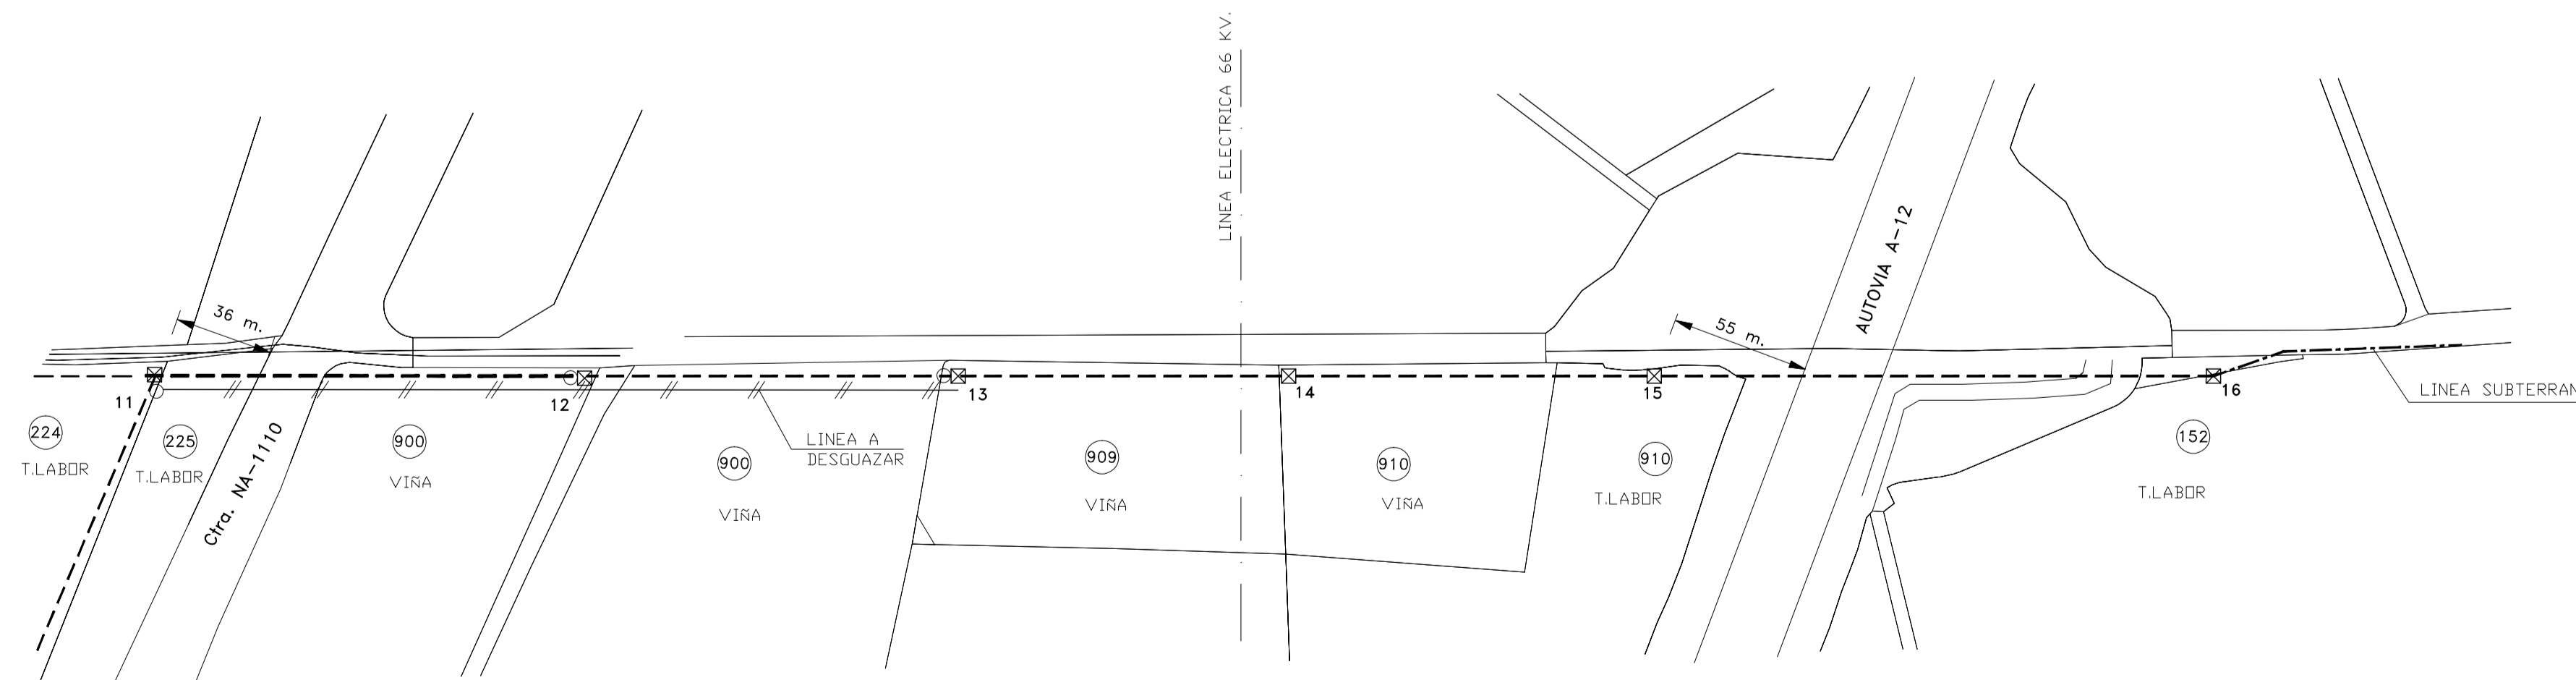 LINEA ELECTRICA 66 KV.
36 m.
55 m.
AUTOVIA A-12
Ctra. NA-1110
11
12
13
14
15
16
LINEA A
DESGUAZAR
LINEA SUBTERRAN
224
T.LABOR
225
T.LABOR
900
VIÑA
900
VIÑA
909
VIÑA
910
VIÑA
910
T.LABOR
152
T.LABOR